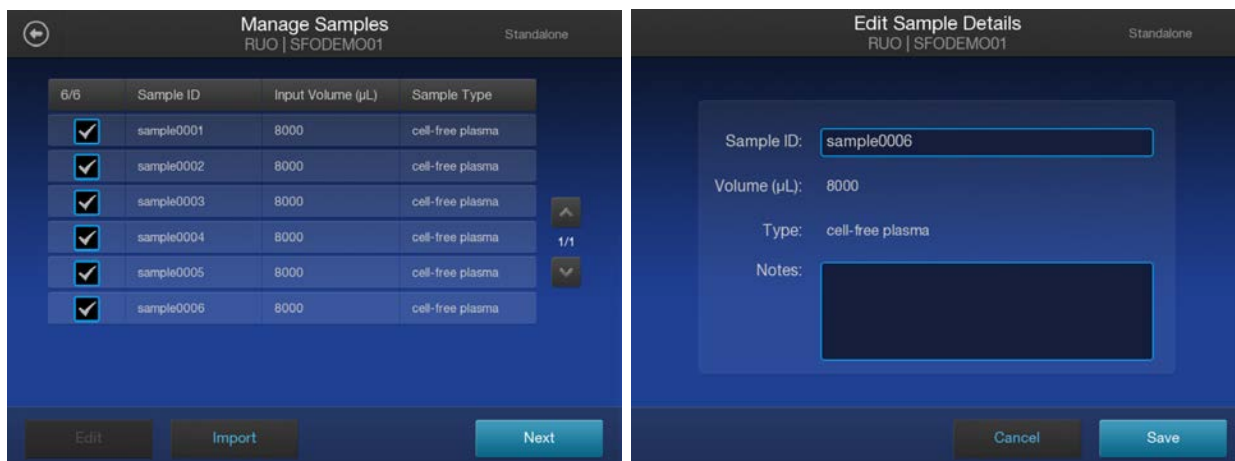 Manage Samples
RUO | SFODEMO01
Standalone
6/6 Sample ID Input Volume (µL) Sample Type
sample0001 8000 cell-free plasma
sample0002 8000 cell-free plasma
sample0003 8000 cell-free plasma
sample0004 8000 cell-free plasma
1/1
sample0005 8000 cell-free plasma
sample0006 8000 cell-free plasma
Edit Import Next
Edit Sample Details
RUO | SFODEMO01
Standalone
Sample ID: sample0006
Volume (µL): 8000
Type: cell-free plasma
Notes:
Cancel Save